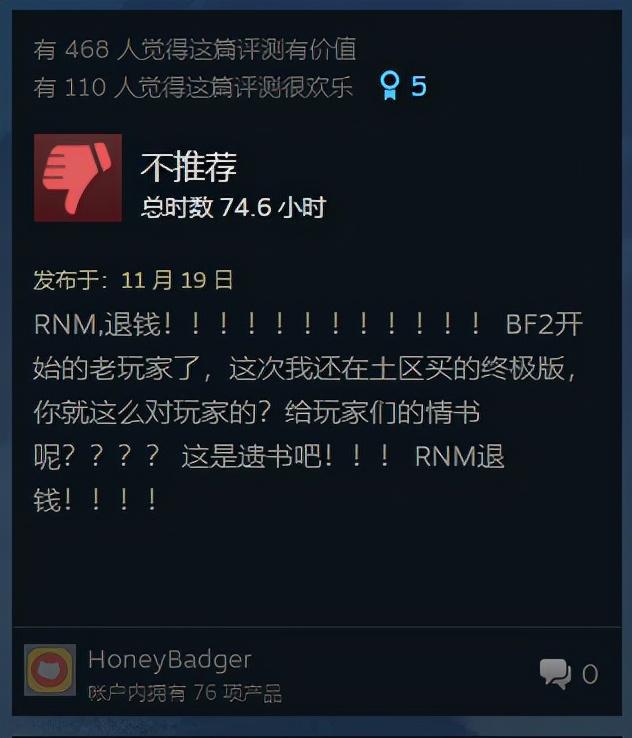 有 468 人觉得这篇评测有价值
有 110 人觉得这篇评测很欢乐 5
不推荐
总时数 74.6 小时
发布于：11 月 19 日
RNM,退钱！！！！！！！！！！！！ BF2开
始的老玩家了，这次我还在土区买的终极版，
你就这么对玩家的？给玩家们的情书
呢？？？？ 这是遗书吧！！！ RNM退
钱！！！！
HoneyBadger
账户内拥有 76 项产品
0